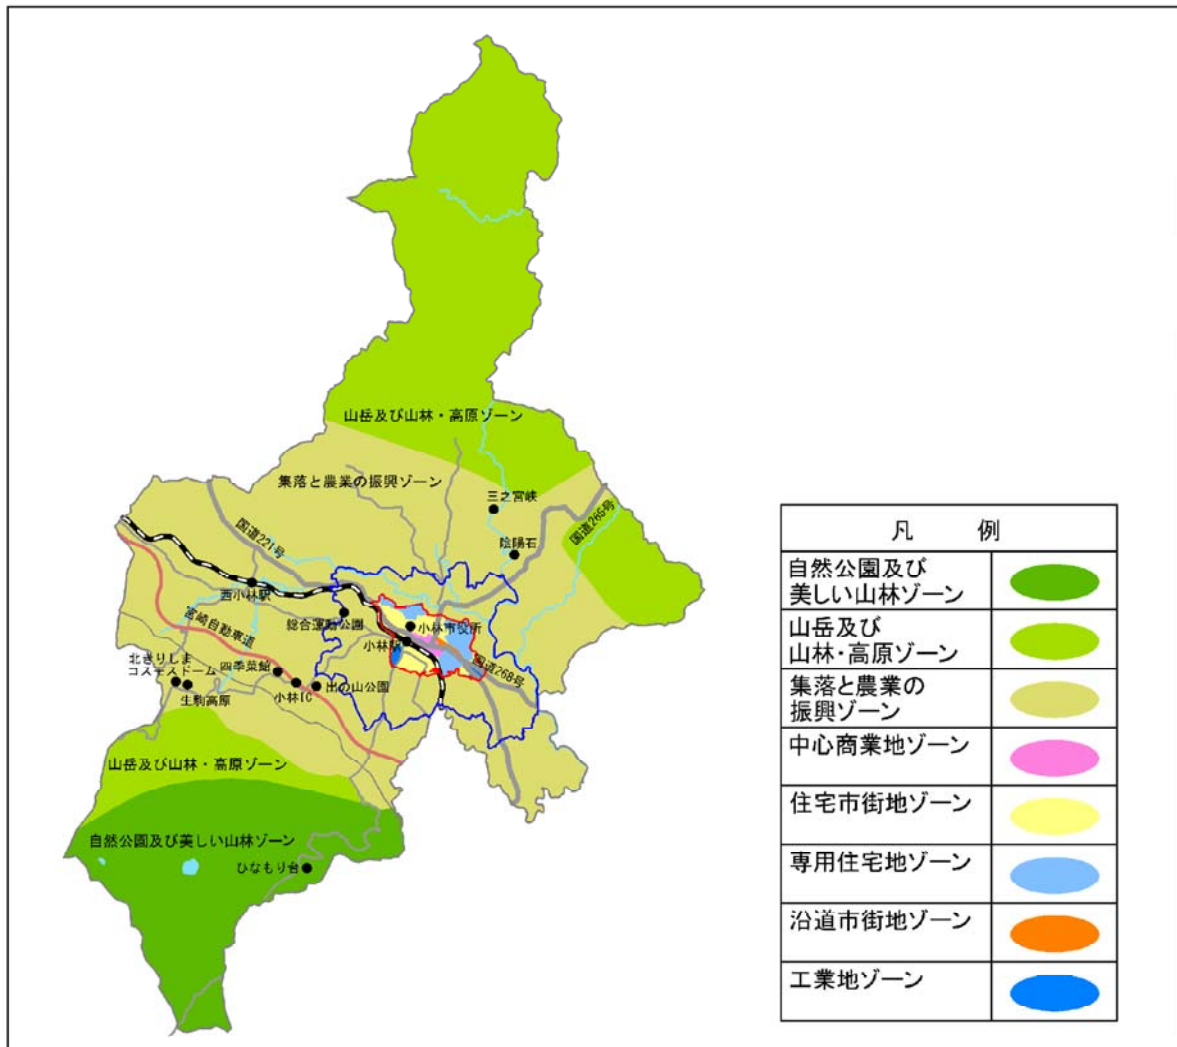 山岳及び山林・高原ゾーン
集落と農業の振興ゾーン
三之宮峡
国道265号
国道221号
陰陽石
西小林駅
宮崎自動車道
総合運動公園
小林市役所
小林駅
国道268号
北きりしま
コスモスドーム
四季菜館
生駒高原
小林IC
出の山公園
山岳及び山林・高原ゾーン
自然公園及び美しい山林ゾーン
ひなもり台
凡 例
自然公園及び
美しい山林ゾーン
山岳及び
山林・高原ゾーン
集落と農業の
振興ゾーン
中心商業地ゾーン
住宅市街地ゾーン
専用住宅地ゾーン
沿道市街地ゾーン
工業地ゾーン